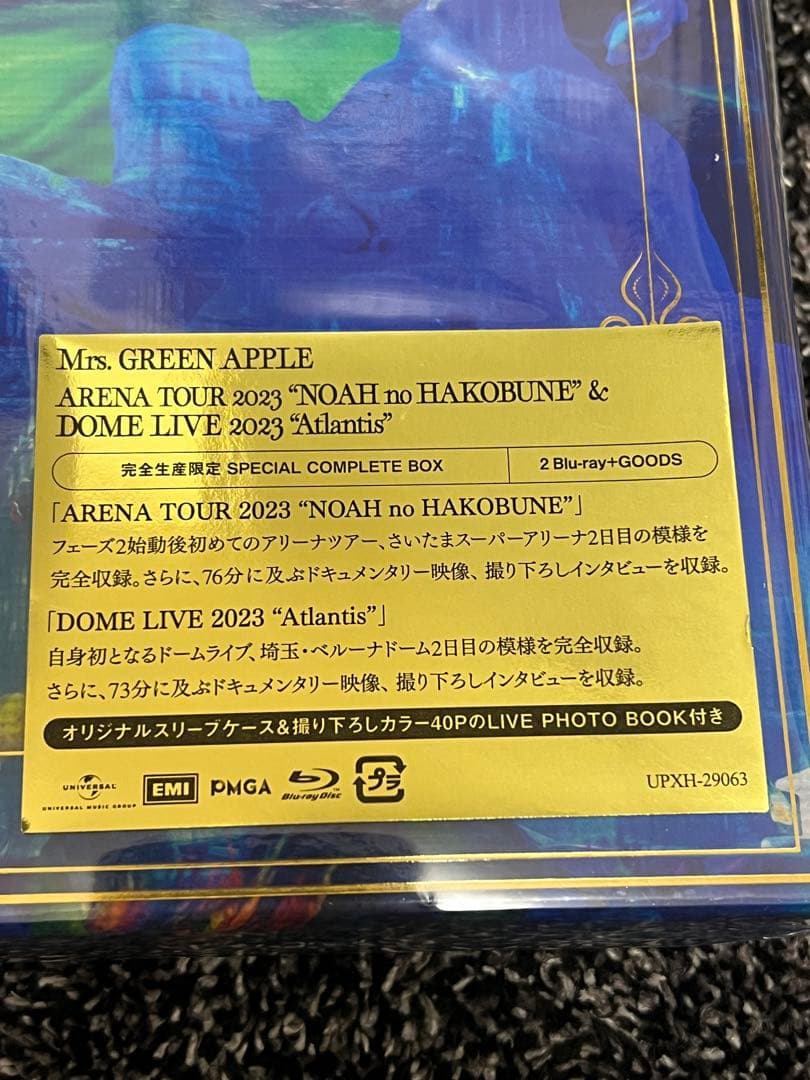 Mrs. GREEN APPLE
ARENA TOUR 2023 “NOAH no HAKOBUNE” &
DOME LIVE 2023 “Atlantis”
完全生産限定 SPECIAL COMPLETE BOX
2 Blu-ray+GOODS
「ARENA TOUR 2023 “NOAH no HAKOBUNE”」
フェーズ2始動後初めてのアリーナツアー、さいたまスーパーアリーナ2日目の模様を
完全収録。さらに、76分に及ぶドキュメンタリー映像、撮り下ろしインタビューを収録。
「DOME LIVE 2023 “Atlantis”」
自身初となるドームライブ、埼玉・ベルーナドーム2日目の模様を完全収録。
さらに、73分に及ぶドキュメンタリー映像、撮り下ろしインタビューを収録。
オリジナルスリーブケース&撮り下ろしカラー40PのLIVE PHOTO BOOK付き
UNIVERSAL
UNIVERSAL MUSIC GROUP
EMI
PMGA
Blu-ray Disc
プラ
UPXH-29063